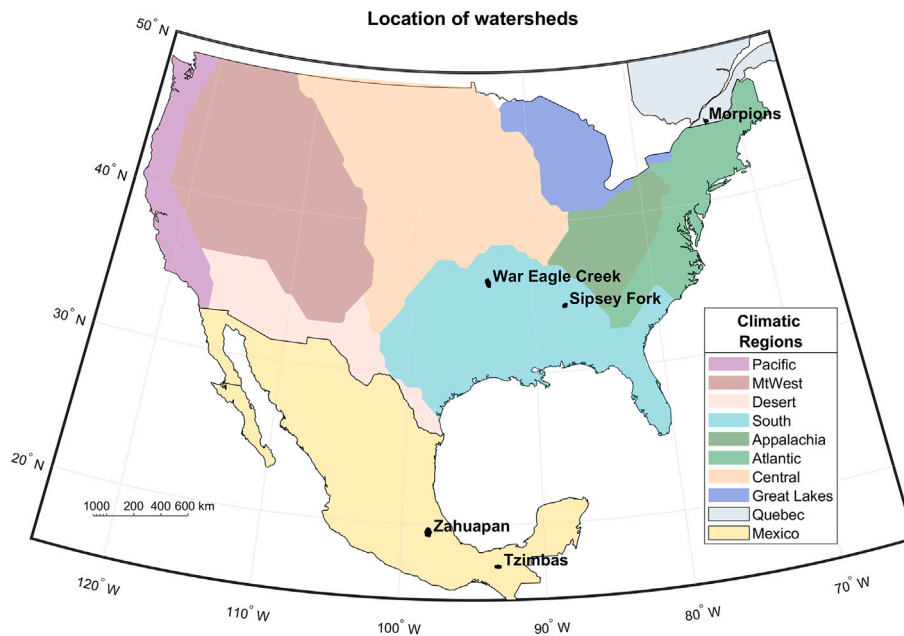 Location of watersheds
50° N
40° N
30° N
20° N
120° W
110° W
100° W
90° W
80° W
70° W
Morpions
War Eagle Creek
Sipsey Fork
Zahuapan
Tzimbas
1000 200 400 600 km
Climatic
Regions
Pacific
MtWest
Desert
South
Appalachia
Atlantic
Central
Great Lakes
Quebec
Mexico